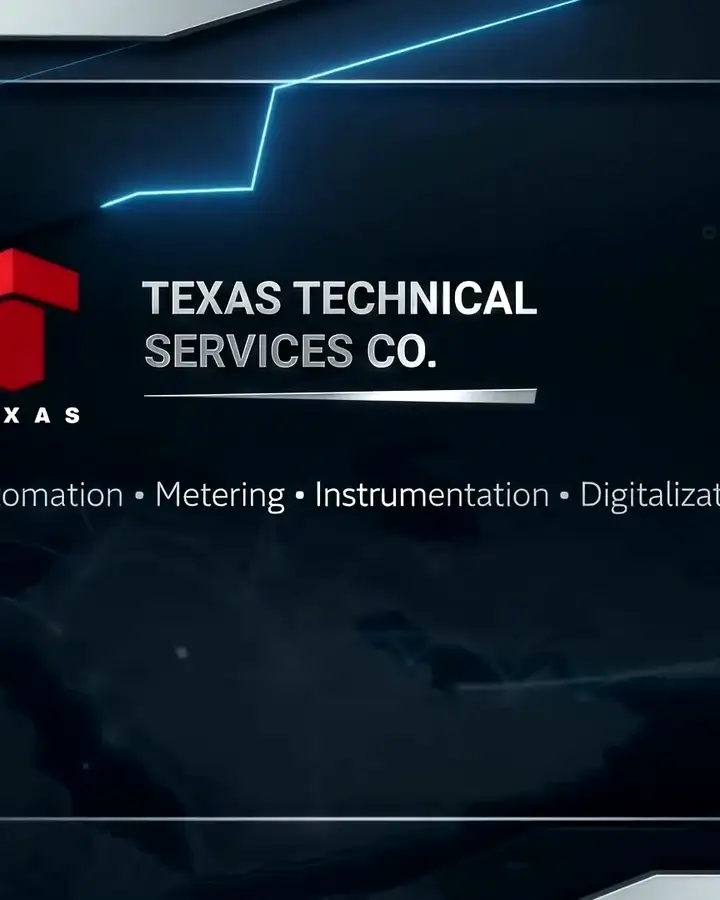 TEXAS TECHNICAL
SERVICES CO.
XAS
omation • Metering • Instrumentation • Digitalizat